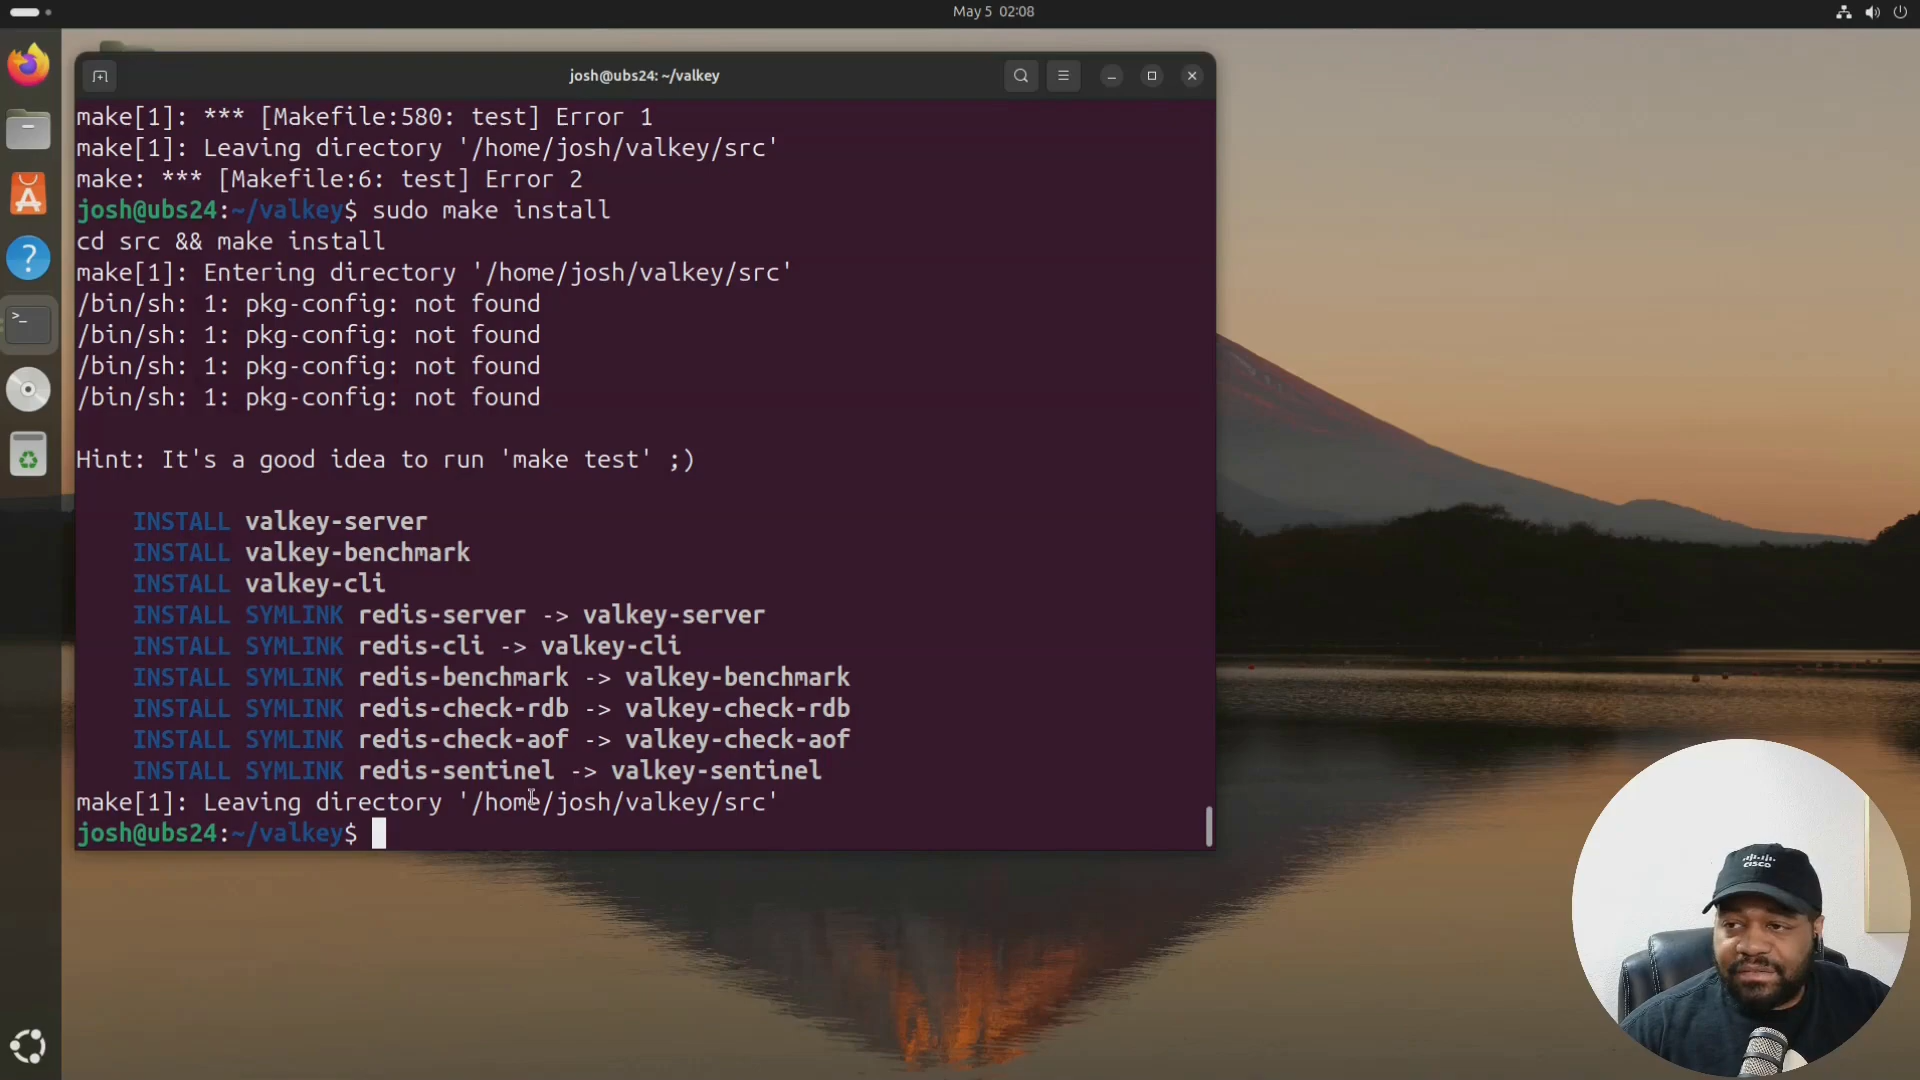 May 5 02:08
josh@ubs24: ~/valkey
make[1]: *** [Makefile:580: test] Error 1
make[1]: Leaving directory '/home/josh/valkey/src'
make: *** [Makefile:6: test] Error 2
josh@ubs24:~/valkey$ sudo make install
cd src && make install
make[1]: Entering directory '/home/josh/valkey/src'
/bin/sh: 1: pkg-config: not found
/bin/sh: 1: pkg-config: not found
/bin/sh: 1: pkg-config: not found
/bin/sh: 1: pkg-config: not found
Hint: It's a good idea to run 'make test' ;)
INSTALL valkey-server
INSTALL valkey-benchmark
INSTALL valkey-cli
INSTALL SYMLINK redis-server -> valkey-server
INSTALL SYMLINK redis-cli -> valkey-cli
INSTALL SYMLINK redis-benchmark -> valkey-benchmark
INSTALL SYMLINK redis-check-rdb -> valkey-check-rdb
INSTALL SYMLINK redis-check-aof -> valkey-check-aof
INSTALL SYMLINK redis-sentinel -> valkey-sentinel
make[1]: Leaving directory '/home/josh/valkey/src'
josh@ubs24:~/valkey$
CISCO